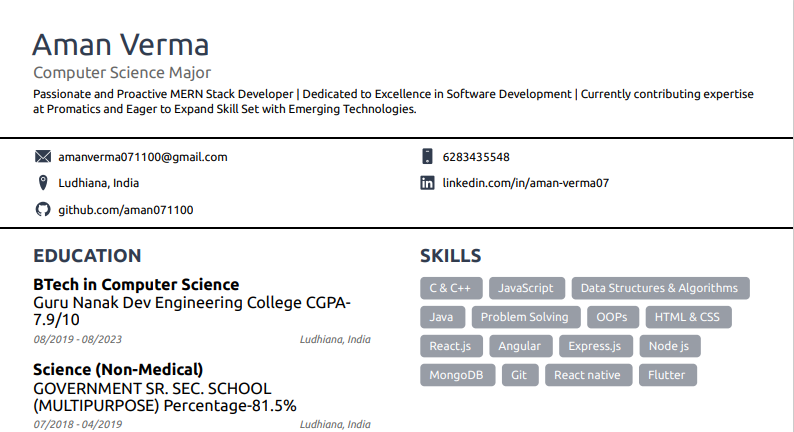 Aman Verma
Computer Science Major
Passionate and Proactive MERN Stack Developer | Dedicated to Excellence in Software Development | Currently contributing expertise
at Promatics and Eager to Expand Skill Set with Emerging Technologies.
amanverma071100@gmail.com
6283435548
Ludhiana, India
linkedin.com/in/aman-verma07
github.com/aman071100
EDUCATION
BTech in Computer Science
Guru Nanak Dev Engineering College CGPA-
7.9/10
08/2019 - 08/2023 Ludhiana, India
Science (Non-Medical)
GOVERNMENT SR. SEC. SCHOOL
(MULTIPURPOSE) Percentage-81.5%
07/2018 - 04/2019 Ludhiana, India
SKILLS
C & C++ JavaScript Data Structures & Algorithms
Java Problem Solving OOPs HTML & CSS
React.js Angular Express.js Node js
MongoDB Git React native Flutter